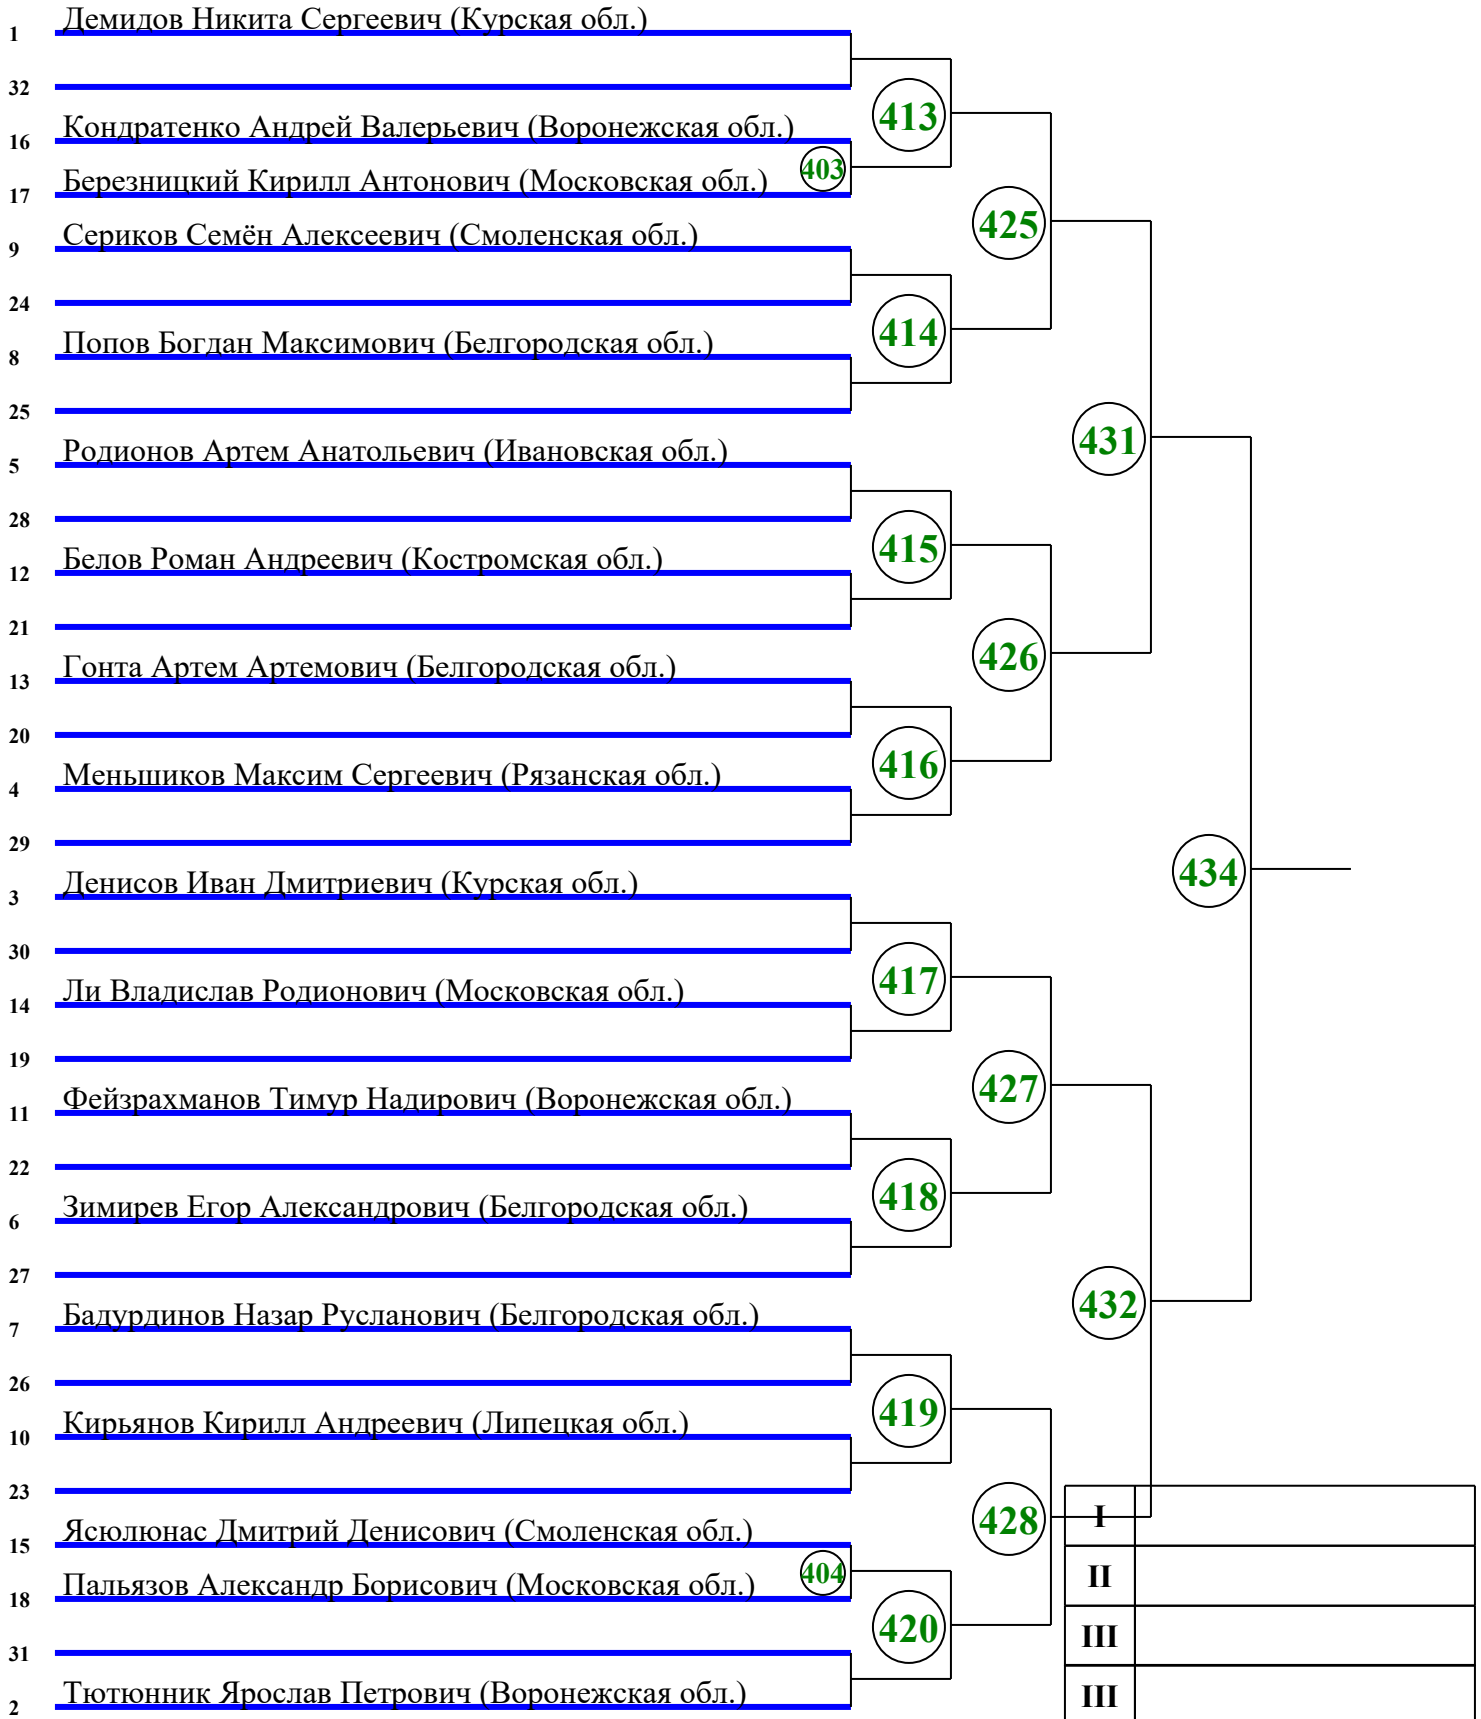 1 Демидов Никита Сергеевич (Курская обл.)
32
413
16 Кондратенко Андрей Валерьевич (Воронежская обл.)
403
17 Березницкий Кирилл Антонович (Московская обл.)
425
9 Сериков Семён Алексеевич (Смоленская обл.)
24
414
8 Попов Богдан Максимович (Белгородская обл.)
25
431
5 Родионов Артем Анатольевич (Ивановская обл.)
28
415
12 Белов Роман Андреевич (Костромская обл.)
21
426
13 Гонта Артем Артемович (Белгородская обл.)
20
416
4 Меньшиков Максим Сергеевич (Рязанская обл.)
29
434
3 Денисов Иван Дмитриевич (Курская обл.)
30
417
14 Ли Владислав Родионович (Московская обл.)
19
427
11 Фейзрахманов Тимур Надирович (Воронежская обл.)
22
418
6 Зимирев Егор Александрович (Белгородская обл.)
27
432
7 Бадурдинов Назар Русланович (Белгородская обл.)
26
419
10 Кирьянов Кирилл Андреевич (Липецкая обл.)
23
428
I
15 Ясюлюнас Дмитрий Денисович (Смоленская обл.)
404
II
18 Пальязов Александр Борисович (Московская обл.)
420
III
31
2 Тютюнник Ярослав Петрович (Воронежская обл.)
III